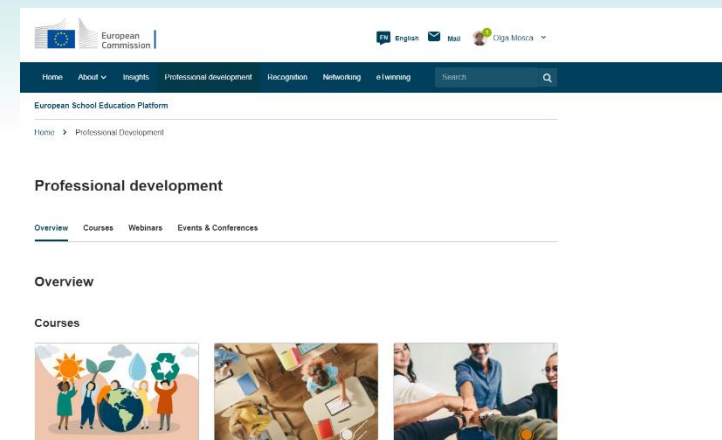 European
Commission
EN English Mail Olga Mosca
Home About Insights Professional development Recognition Networking eTwinning Search
European School Education Platform
Home > Professional Development
Professional development
Overview Courses Webinars Events & Conferences
Overview
Courses